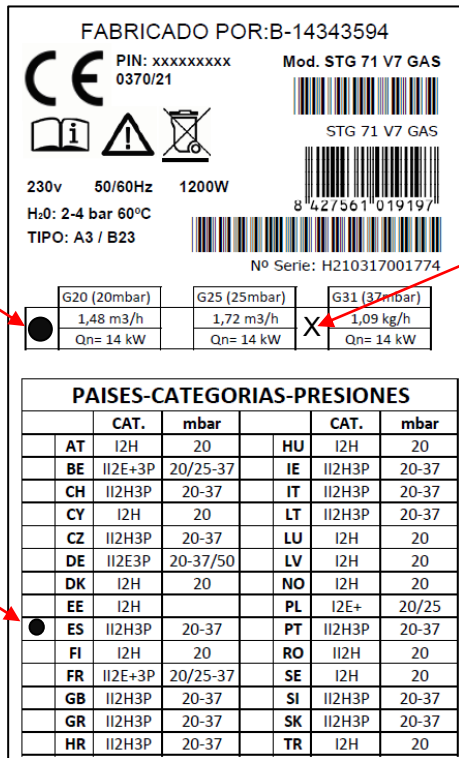 FABRICADO POR:B-14343594
CE PIN: xxxxxxxxx Mod. STG 71 V7 GAS
0370/21
i STG 71 V7 GAS
230v 50/60Hz 1200W
8 427561 019197
H20: 2-4 bar 60ºC
TIPO: A3 / B23
Nº Serie: H210317001774
G20 (20mbar) G25 (25mbar) G31 (37mbar)
1,48 m3/h 1,72 m3/h X 1,09 kg/h
Qn= 14 kW Qn= 14 kW Qn= 14 kW
PAISES-CATEGORIAS-PRESIONES
CAT. mbar CAT. mbar
AT I2H 20 HU I2H 20
BE II2E+3P 20/25-37 IE II2H3P 20-37
CH II2H3P 20-37 IT II2H3P 20-37
CY I2H 20 LT II2H3P 20-37
CZ II2H3P 20-37 LU I2H 20
DE II2E3P 20-37/50 LV I2H 20
DK I2H 20 NO I2H 20
EE I2H PL I2E+ 20/25
ES II2H3P 20-37 PT II2H3P 20-37
FI I2H 20 RO II2H 20
FR II2E+3P 20/25-37 SE I2H 20
GB II2H3P 20-37 SI II2H3P 20-37
GR II2H3P 20-37 SK II2H3P 20-37
HR II2H3P 20-37 TR I2H 20